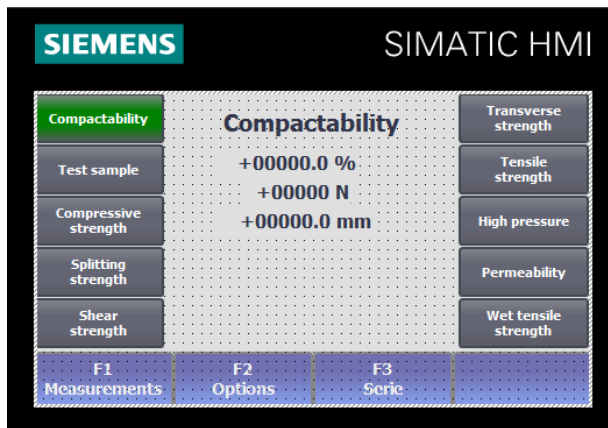 SIEMENS
SIMATIC HMI
Compactability
Test sample
Compressive
strength
Splitting
strength
Shear
strength
Compactability
+00000.0 %
+00000 N
+00000.0 mm
Transverse
strength
Tensile
strength
High pressure
Permeability
Wet tensile
strength
F1
Measurements
F2
Options
F3
Serie